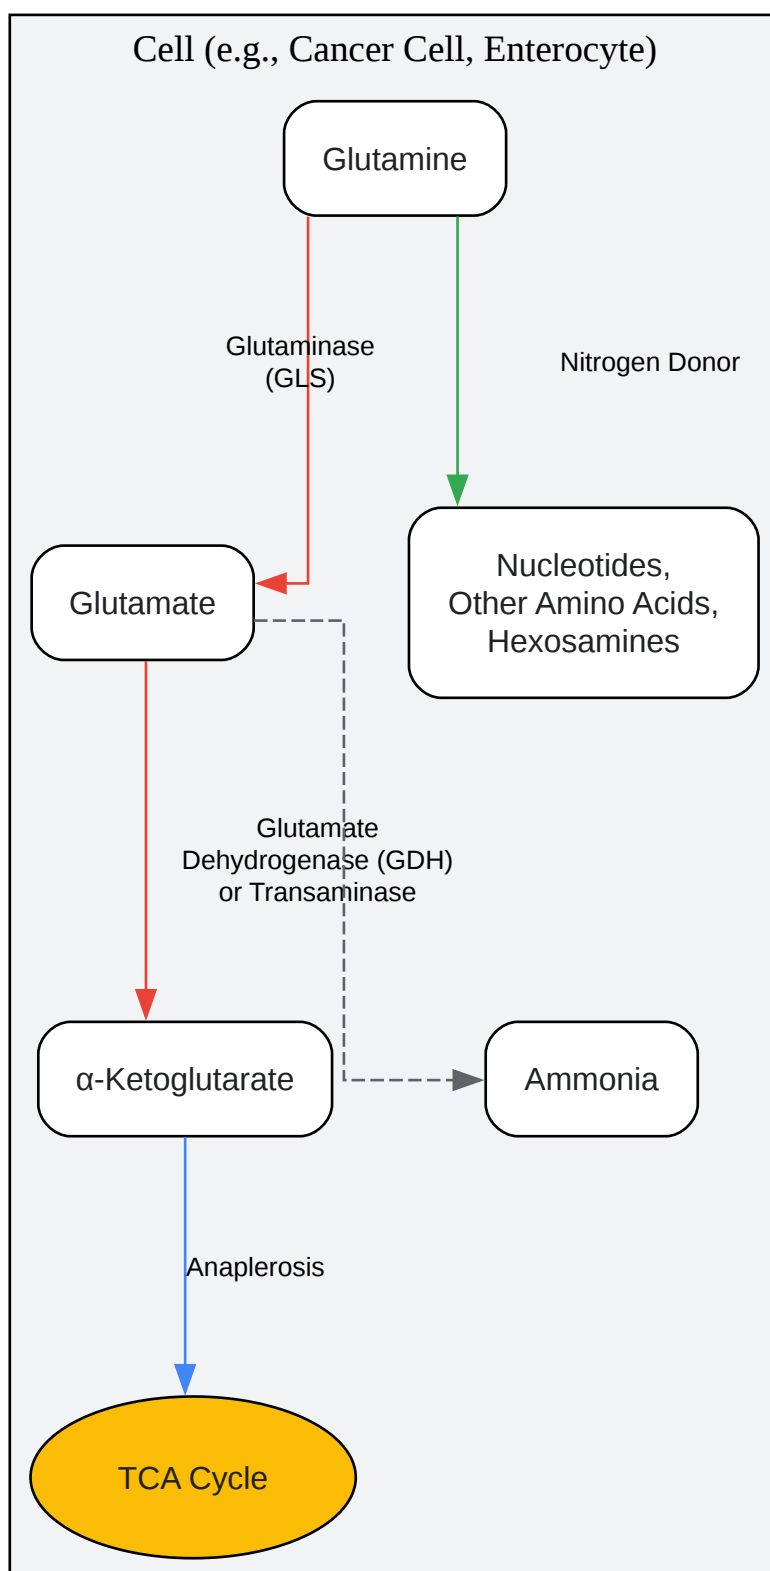 Cell (e.g., Cancer Cell, Enterocyte)
Glutamine
Glutaminase
(GLS)
Nitrogen Donor
Nucleotides,
Other Amino Acids,
Hexosamines
Glutamate
Glutamate
Dehydrogenase (GDH)
or Transaminase
α-Ketoglutarate
Ammonia
Anaplerosis
TCA Cycle